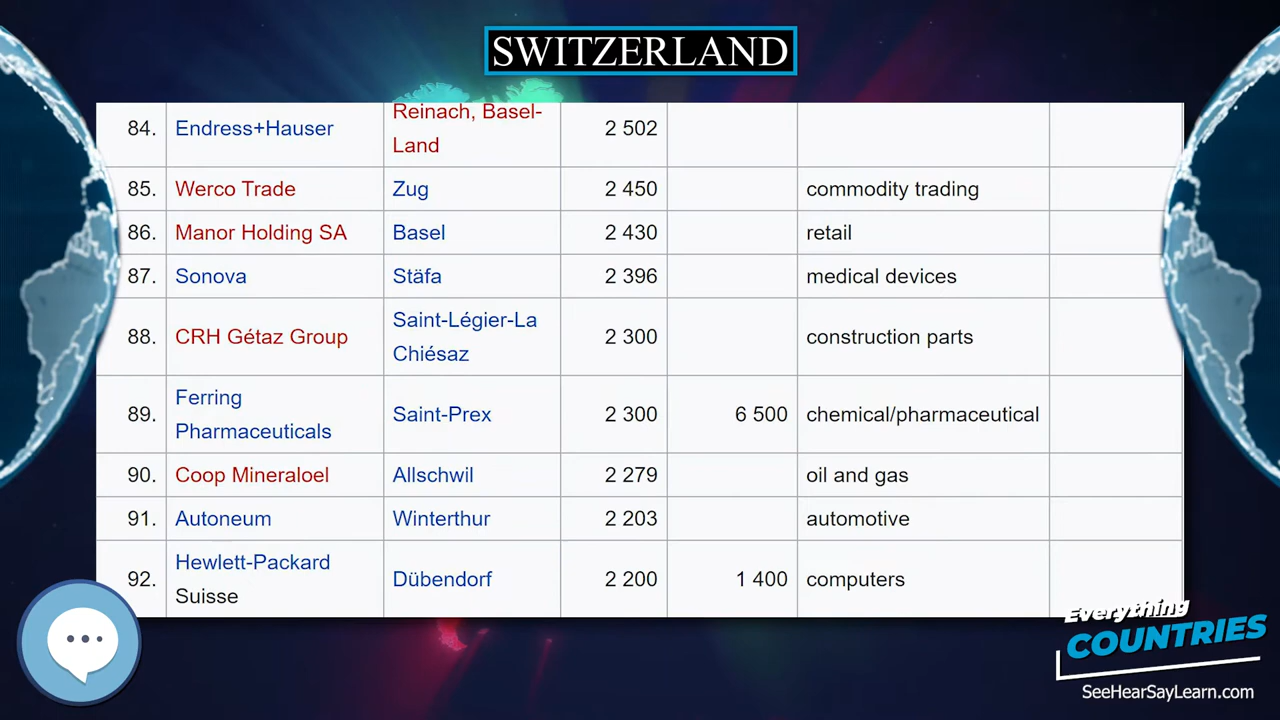 SWITZERLAND
84. Endress+Hauser Reinach, Basel-
Land 2 502
85. Werco Trade Zug 2 450 commodity trading
86. Manor Holding SA Basel 2 430 retail
87. Sonova Stäfa 2 396 medical devices
88. CRH Gétaz Group Saint-Légier-La
Chiésaz 2 300 construction parts
89. Ferring
Pharmaceuticals Saint-Prex 2 300 6 500 chemical/pharmaceutical
90. Coop Mineraloel Allschwil 2 279 oil and gas
91. Autoneum Winterthur 2 203 automotive
92. Hewlett-Packard
Suisse Dübendorf 2 200 1 400 computers
Everything
COUNTRIES
SeeHearSayLearn.com